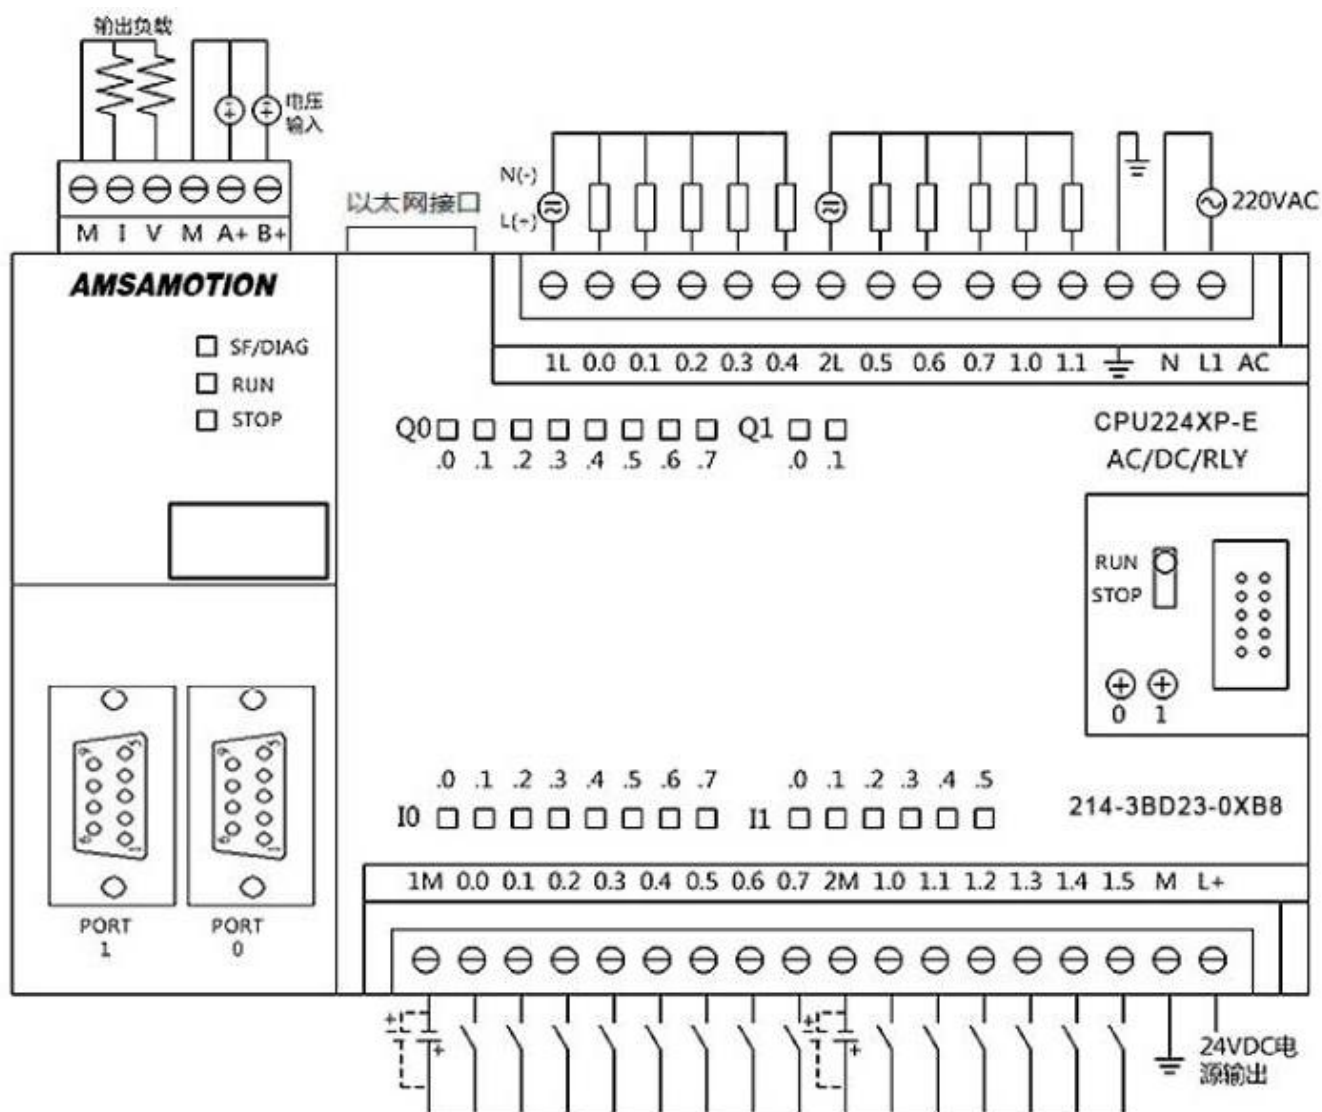 输出负载
电压
输入
M I V M A+ B+
以太网接口
N(-)
L(+)
220VAC
AMSAMOTION
SF/DIAG
RUN
STOP
1L 0.0 0.1 0.2 0.3 0.4 2L 0.5 0.6 0.7 1.0 1.1 N L1 AC
Q0
.0 .1 .2 .3 .4 .5 .6 .7
Q1
.0 .1
CPU224XP-E
AC/DC/RLY
RUN
STOP
0 1
.0 .1 .2 .3 .4 .5 .6 .7
I0
.0 .1 .2 .3 .4 .5
I1
214-3BD23-0XB8
1M 0.0 0.1 0.2 0.3 0.4 0.5 0.6 0.7 2M 1.0 1.1 1.2 1.3 1.4 1.5 M L+
PORT
1
PORT
0
24VDC电
源输出